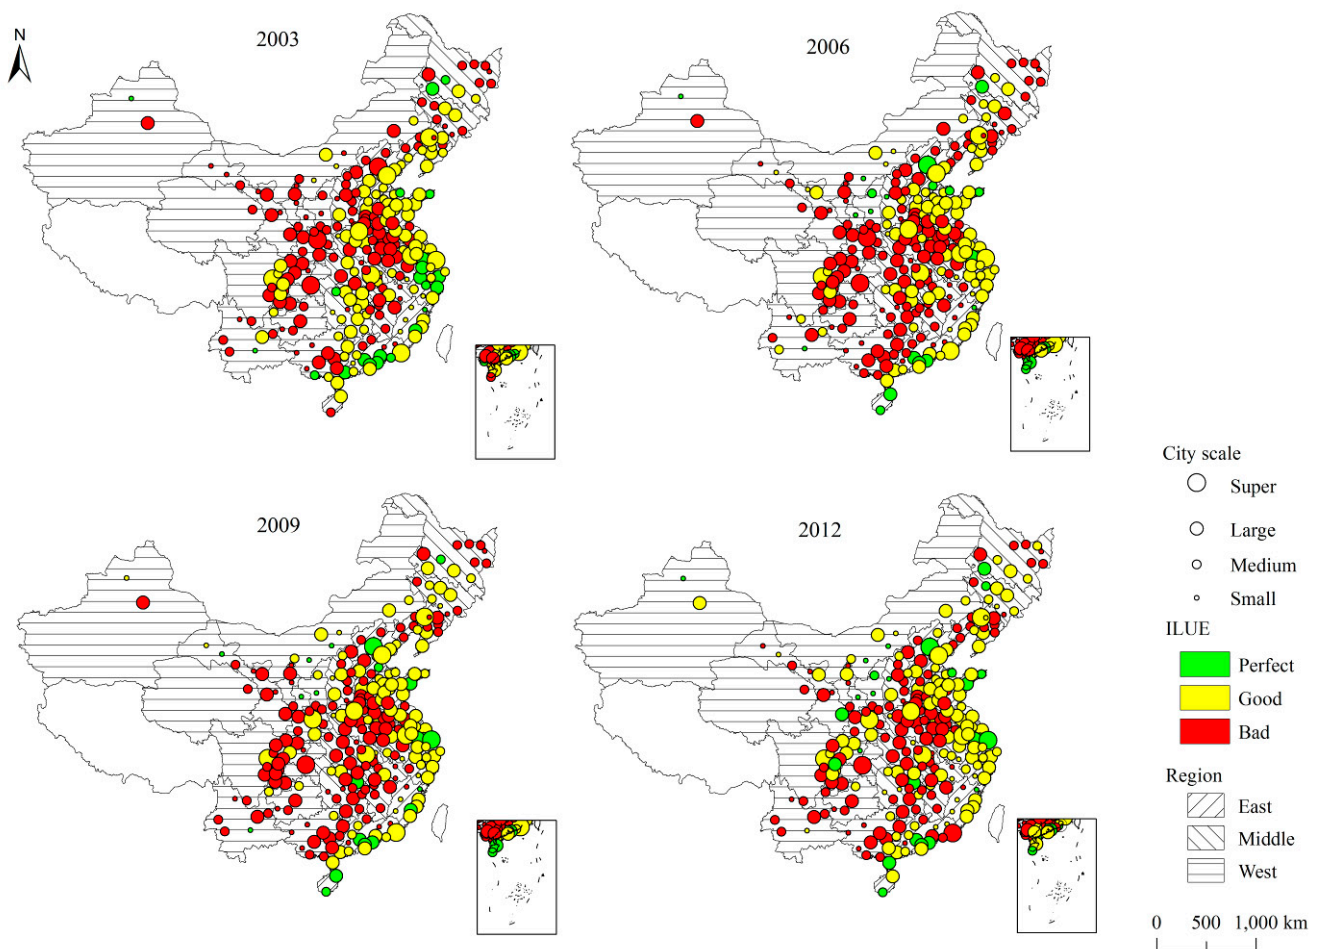 N
2003
2006
2009
2012
City scale
Super
Large
Medium
Small
ILUE
Perfect
Good
Bad
Region
East
Middle
West
0 500 1,000 km